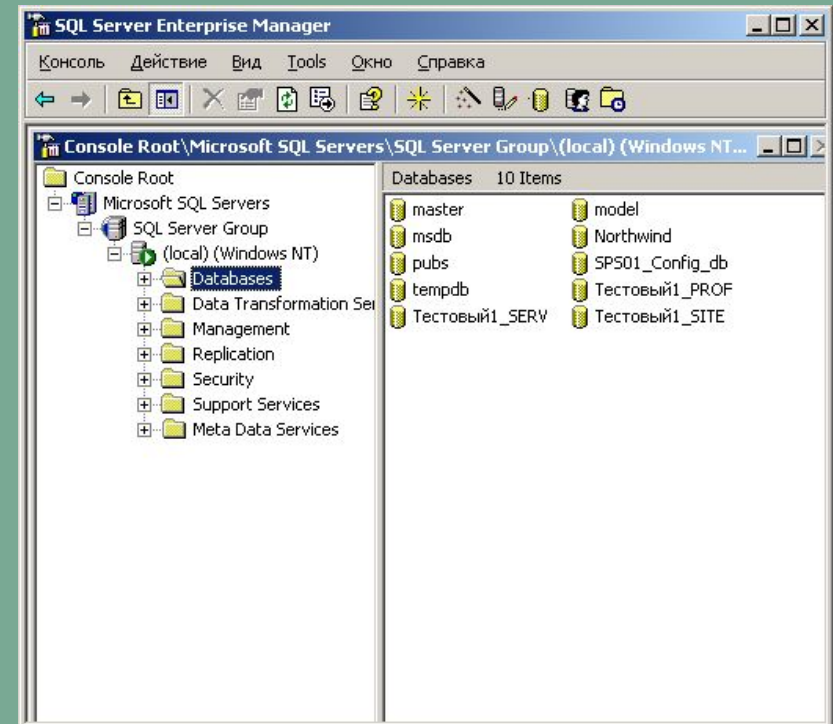 SQL Server Enterprise Manager
Консоль Действие Вид Tools Окно Справка
Console Root\Microsoft SQL Servers\SQL Server Group\(local) (Windows NT...
Console Root
Microsoft SQL Servers
SQL Server Group
(local) (Windows NT)
Databases
Data Transformation Ser
Management
Replication
Security
Support Services
Meta Data Services
Databases 10 Items
master model
msdb Northwind
pubs SPS01_Config_db
tempdb Тестовый1_PROF
Тестовый1_SERV Тестовый1_SITE